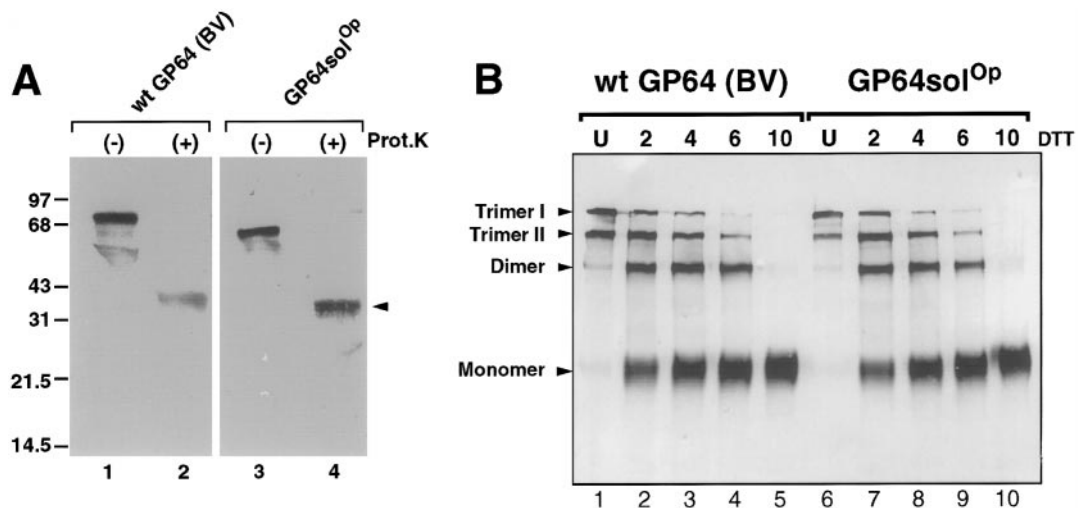 A
wt GP64 (BV)
GP64sol^Op
(-) (+) (-) (+) Prot.K
97
68
43
31
21.5
14.5
1 2 3 4
B
wt GP64 (BV) GP64sol^Op
U 2 4 6 10 U 2 4 6 10 DTT
Trimer I
Trimer II
Dimer
Monomer
1 2 3 4 5 6 7 8 9 10